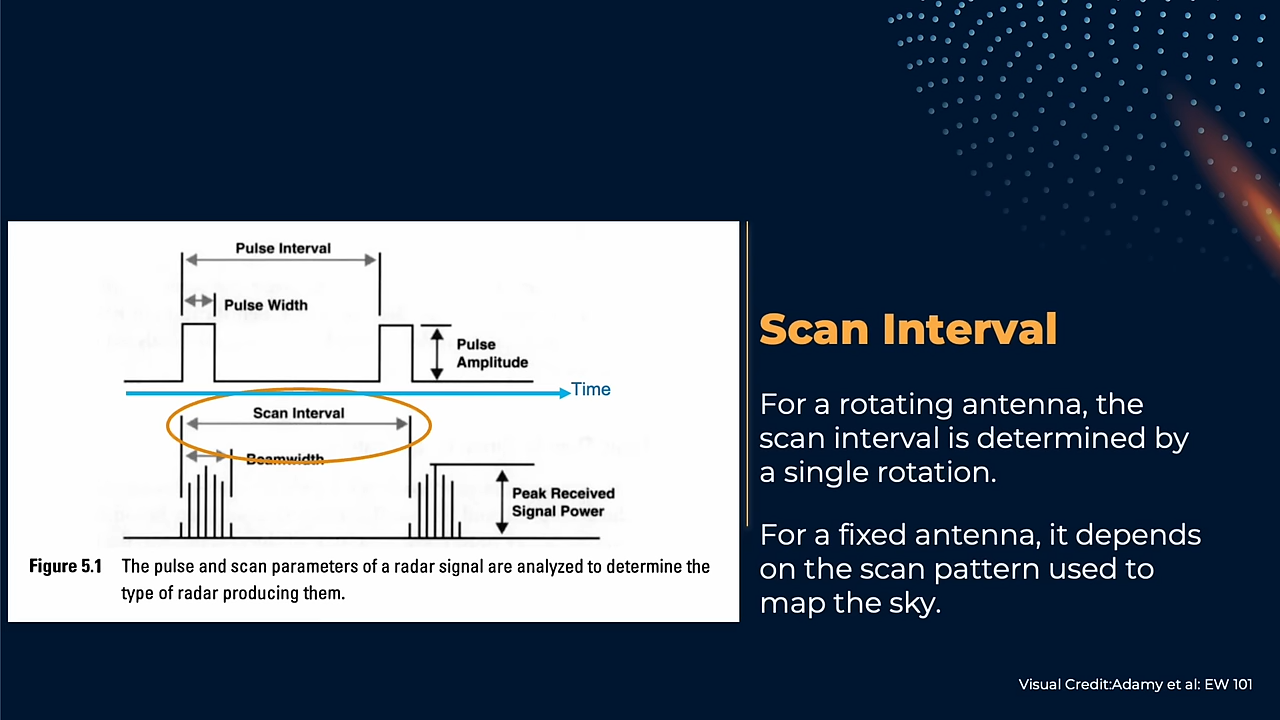 Pulse Interval
Pulse Width
Pulse
Amplitude
Time
Scan Interval
Beamwidth
Peak Received
Signal Power
Figure 5.1 The pulse and scan parameters of a radar signal are analyzed to determine the
type of radar producing them.
Scan Interval
For a rotating antenna, the
scan interval is determined by
a single rotation.
For a fixed antenna, it depends
on the scan pattern used to
map the sky.
Visual Credit:Adamy et al: EW 101